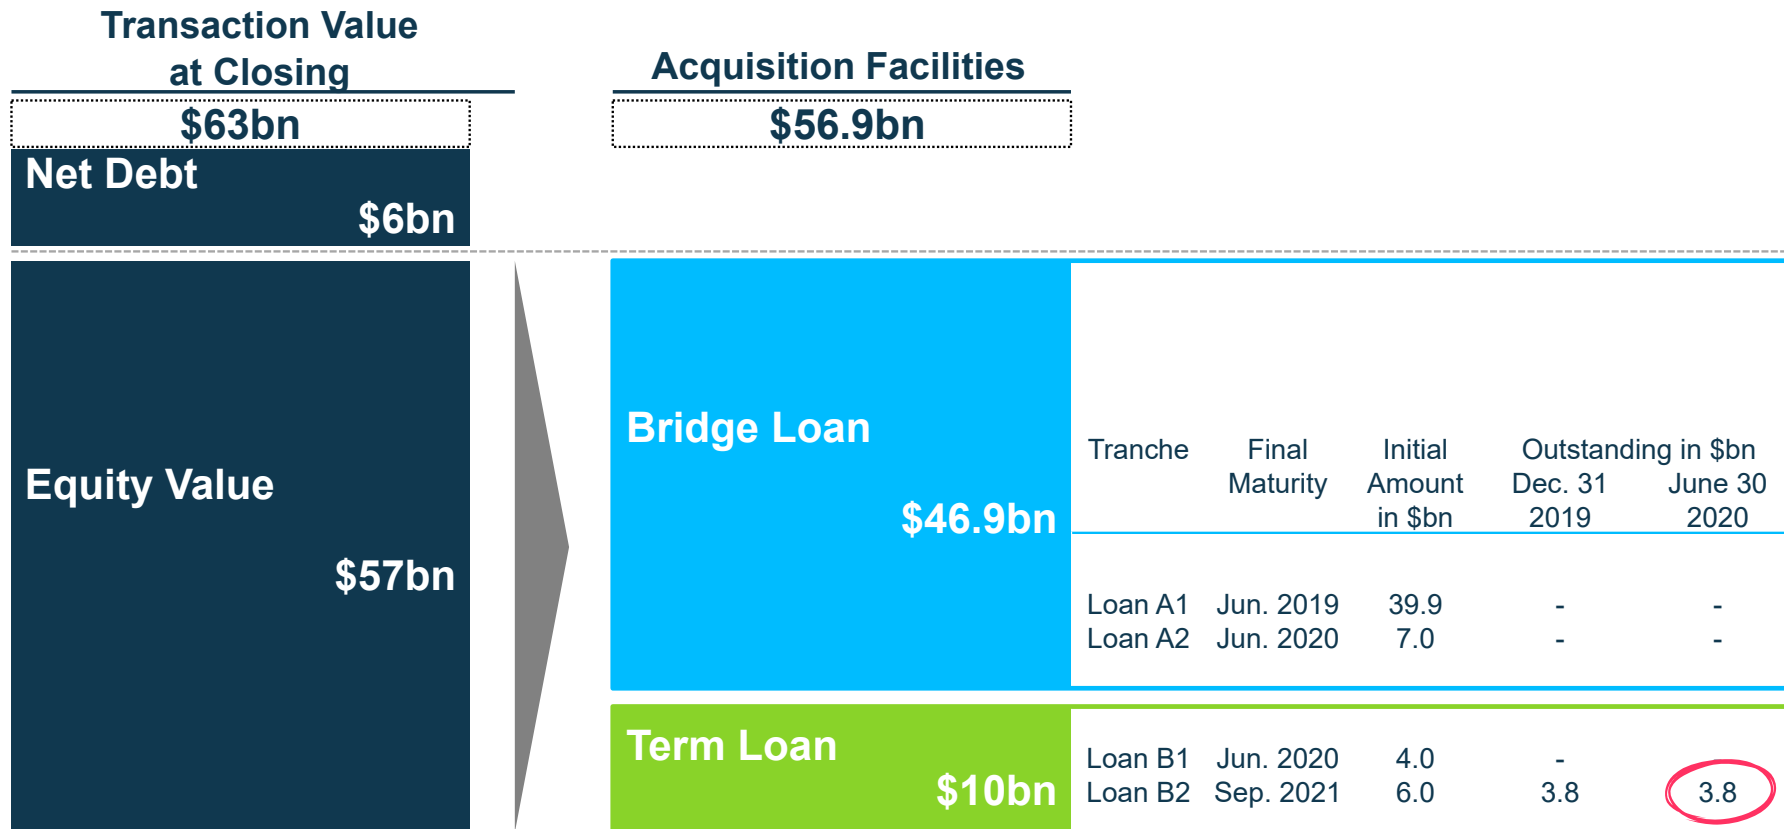 Transaction Value
at Closing
$63bn
Net Debt
$6bn
Equity Value
$57bn
Acquisition Facilities
$56.9bn
Bridge Loan
$46.9bn
Tranche Final Initial Outstanding in $bn
Maturity Amount Dec. 31 June 30
in $bn 2019 2020
Loan A1 Jun. 2019 39.9 - -
Loan A2 Jun. 2020 7.0 - -
Term Loan
$10bn
Loan B1 Jun. 2020 4.0 -
Loan B2 Sep. 2021 6.0 3.8 3.8